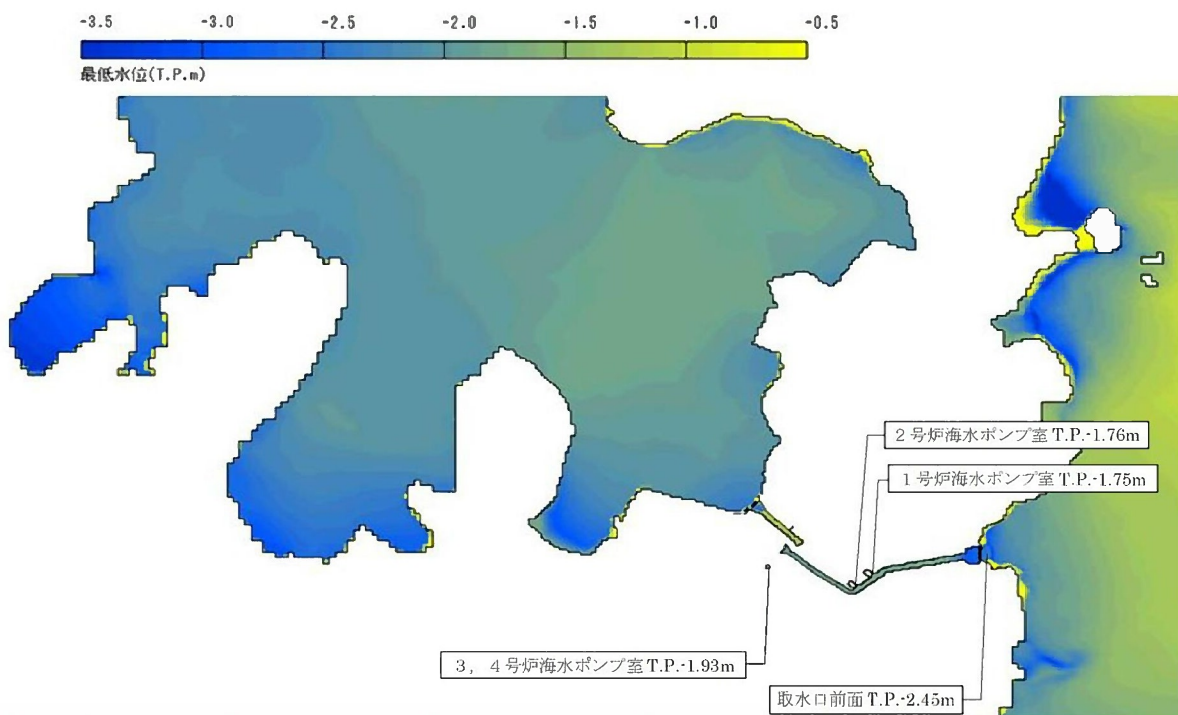 -3.5 -3.0 -2.5 -2.0 -1.5 -1.0 -0.5
最低水位(T.P.m)
2号炉海水ポンプ室 T.P.-1.76m
1号炉海水ポンプ室 T.P.-1.75m
3,4号炉海水ポンプ室 T.P.-1.93m
取水口前面 T.P.-2.45m